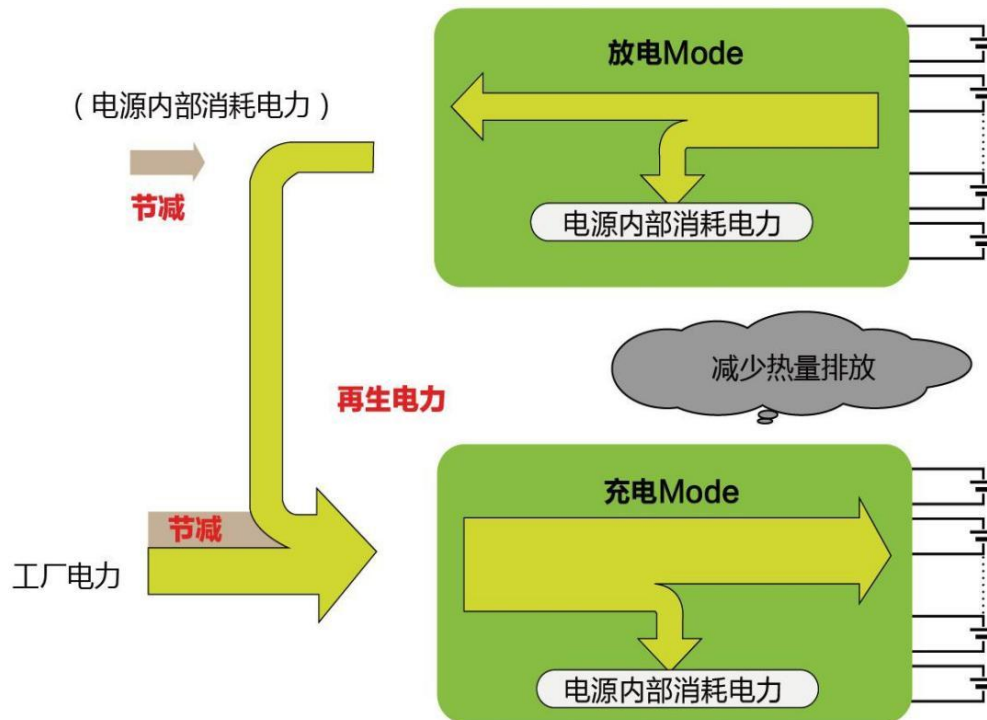 放电Mode
(电源内部消耗电力)
节减
电源内部消耗电力
减少热量排放
再生电力
充电Mode
节减
工厂电力
电源内部消耗电力